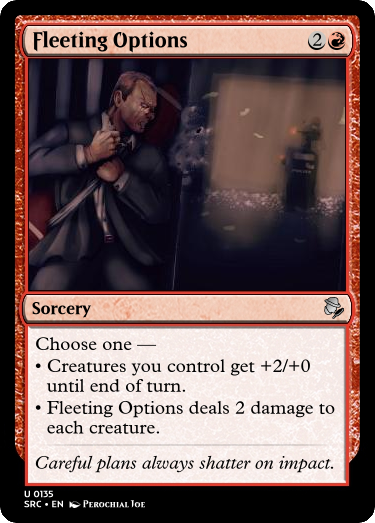 Fleeting Options
2
Sorcery
Choose one —
• Creatures you control get +2/+0
until end of turn.
• Fleeting Options deals 2 damage to
each creature.
Careful plans always shatter on impact.
U 0135
SRC • EN Perochial Joe